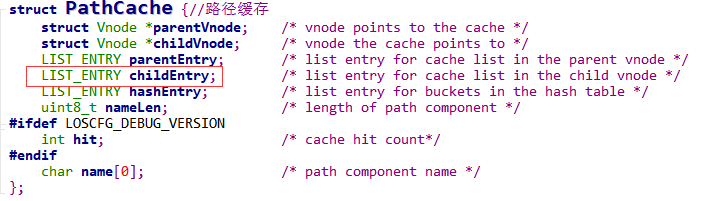 struct PathCache {//路径缓存
struct Vnode *parentVnode; /* vnode points to the cache */
struct Vnode *childVnode; /* vnode the cache points to */
LIST_ENTRY parentEntry; /* list entry for cache list in the parent vnode */
LIST_ENTRY childEntry; /* list entry for cache list in the child vnode */
LIST_ENTRY hashEntry; /* list entry for buckets in the hash table */
uint8_t nameLen; /* length of path component */
#ifdef LOSCFG_DEBUG_VERSION
int hit; /* cache hit count*/
#endif
char name[0]; /* path component name */
};